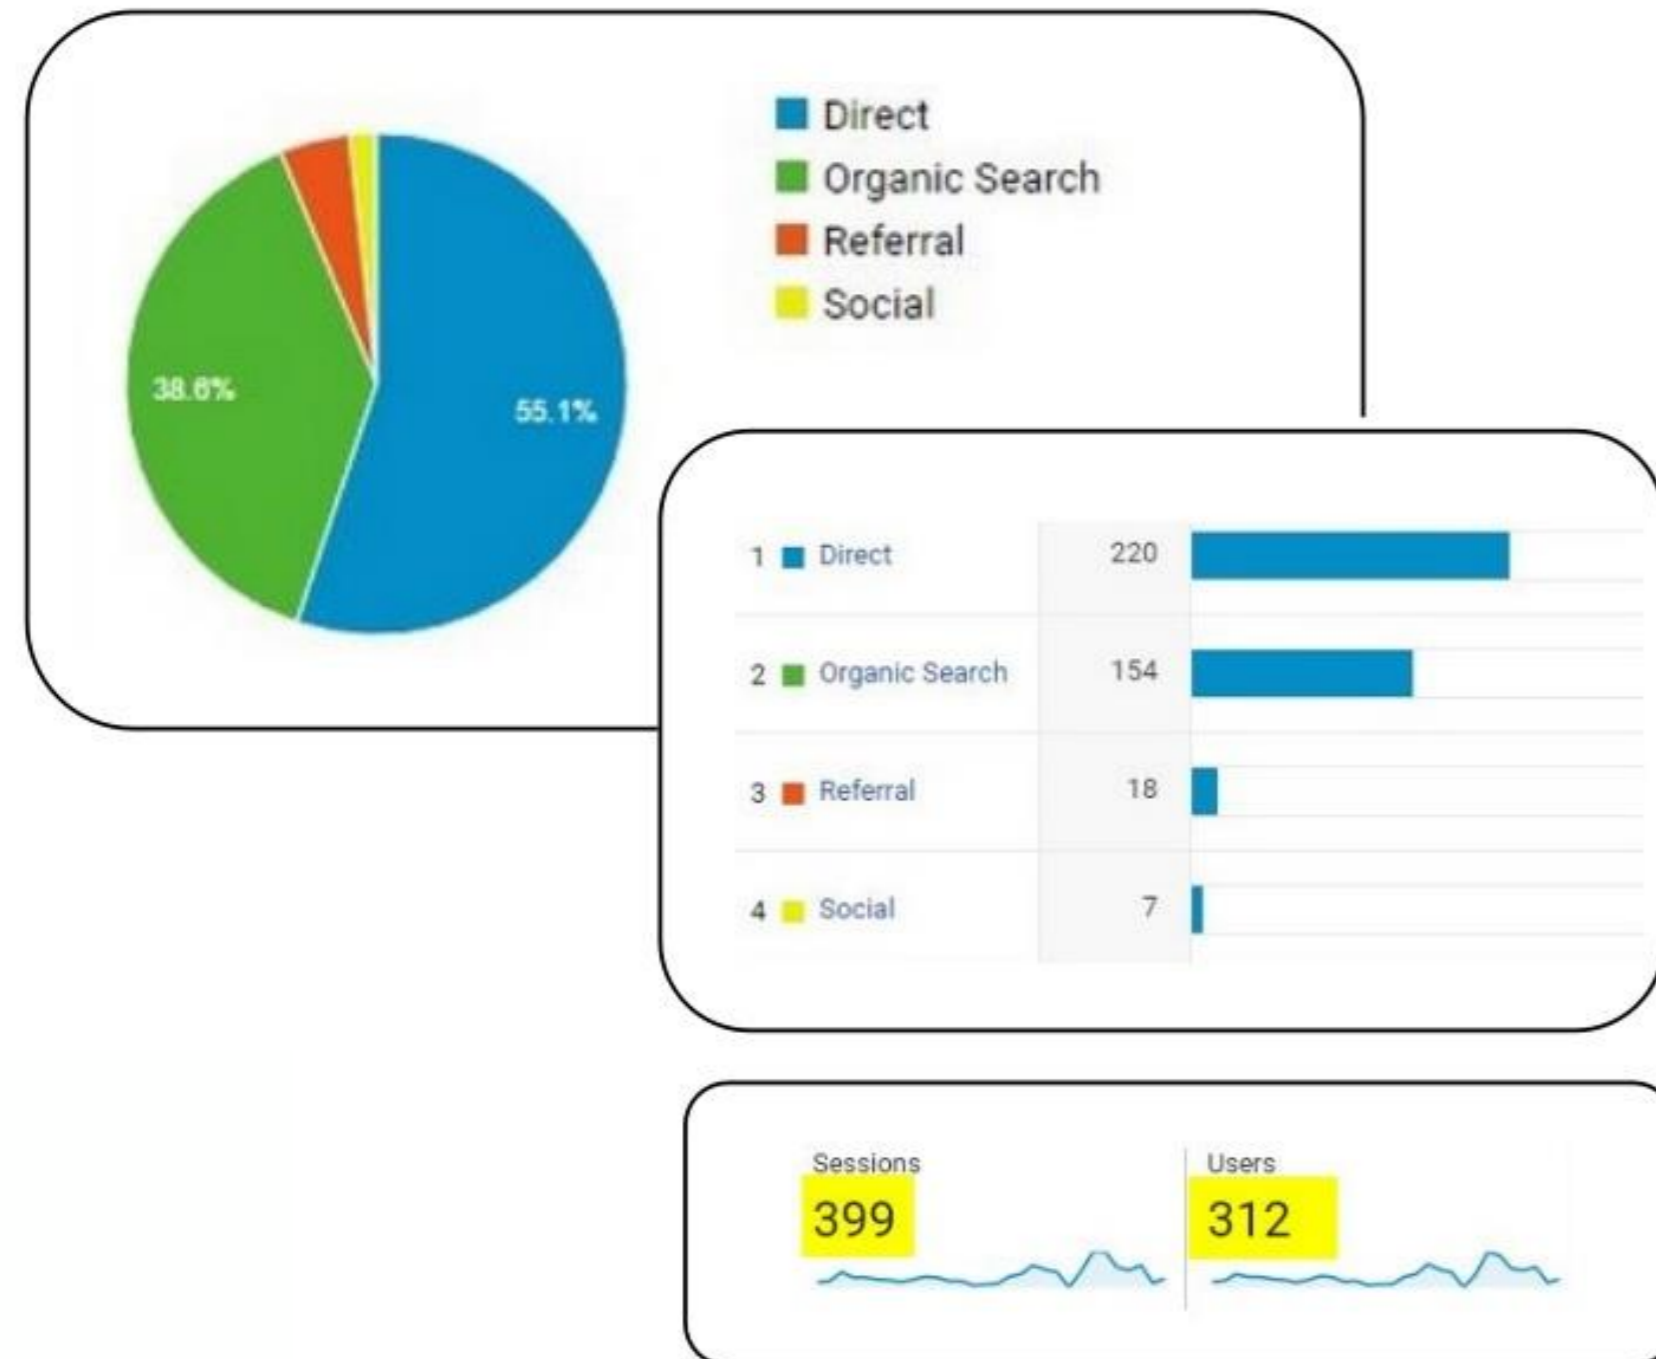 Direct
Organic Search
Referral
Social
38.6%
55.1%
1 Direct 220
2 Organic Search 154
3 Referral 18
4 Social 7
Sessions Users
399 312